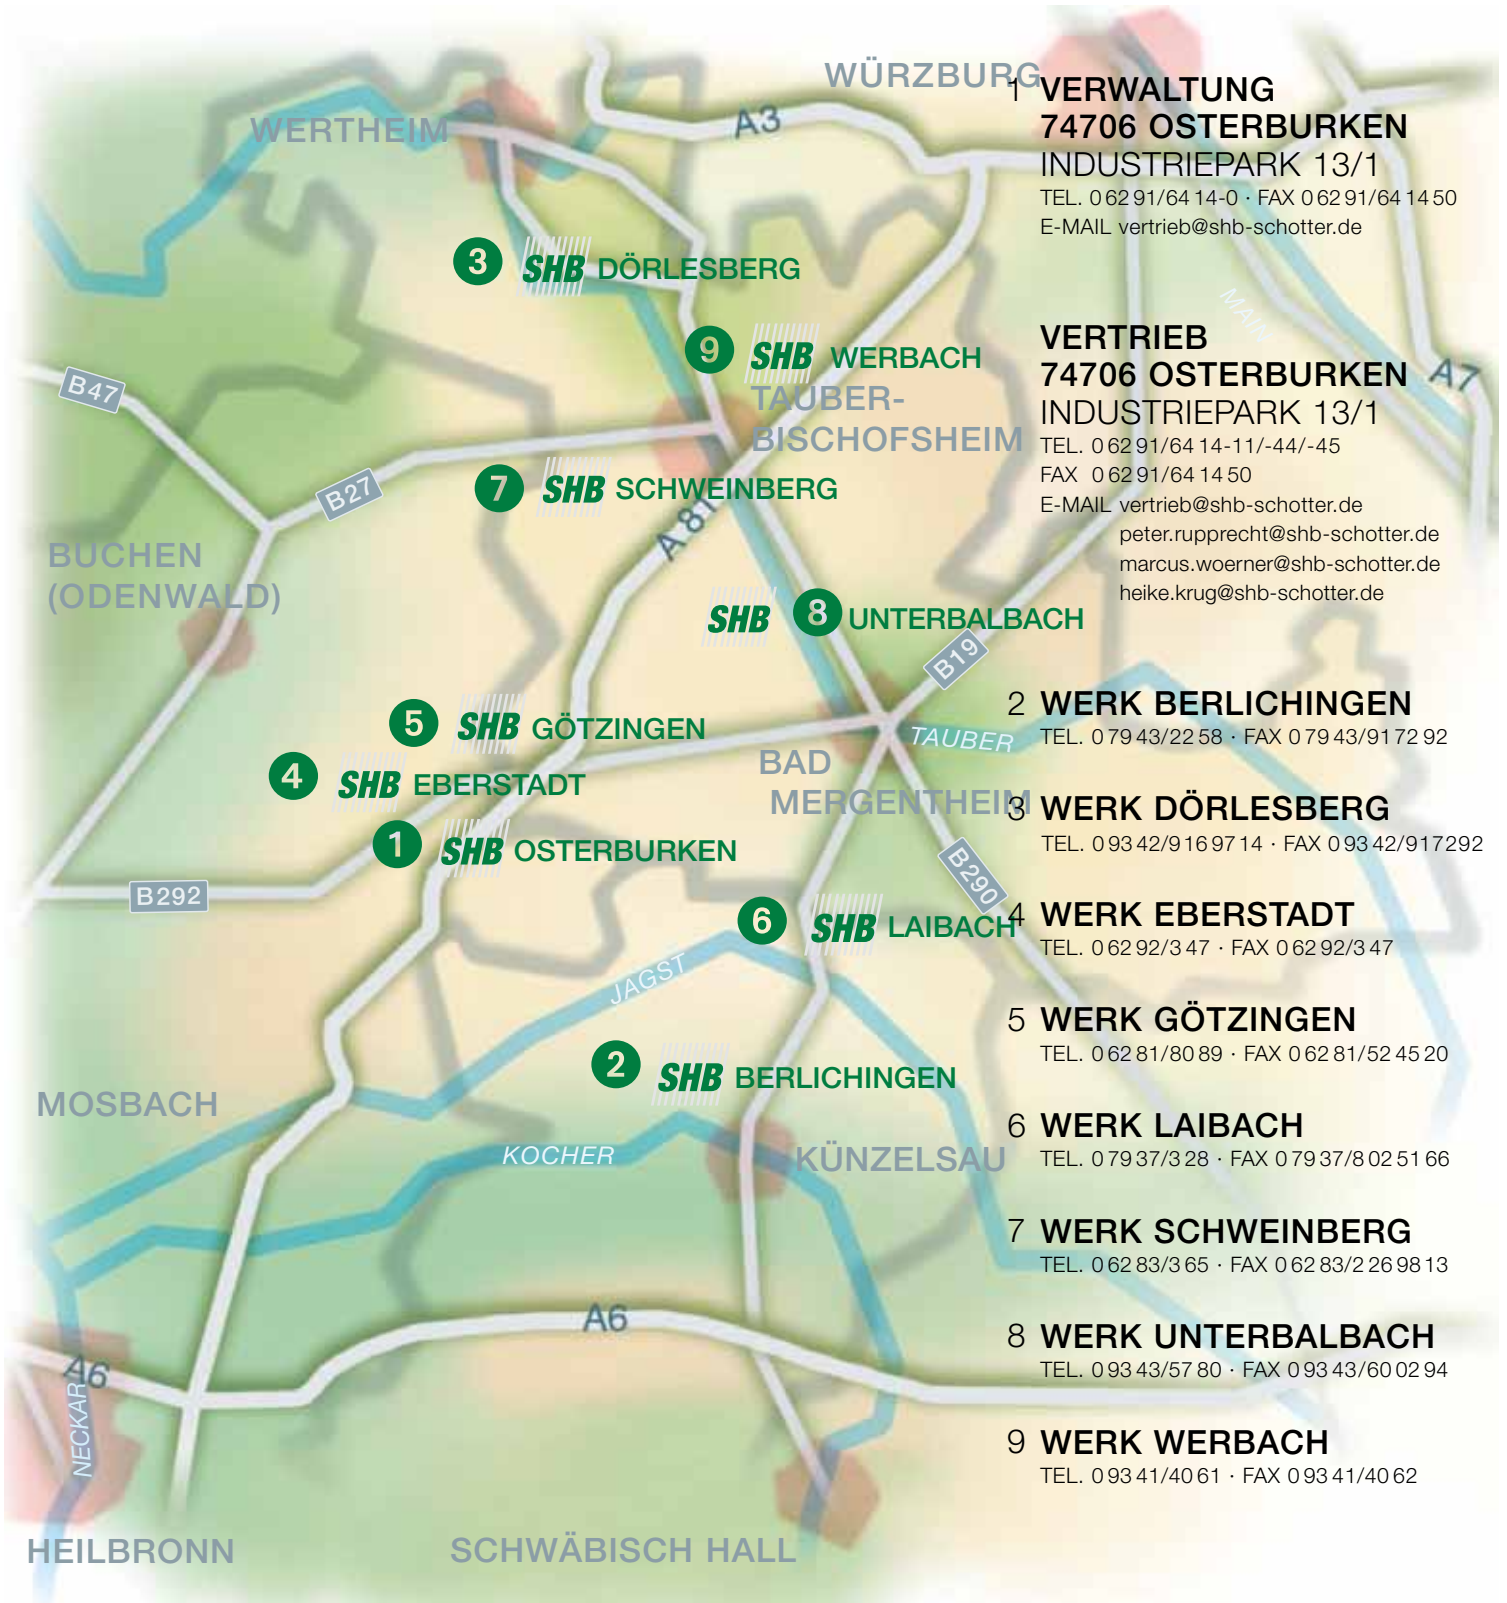 WÜRZBURG
WERTHEIM
A3
3 SHB DÖRLESBERG
9 SHB WERBACH
MAIN
A7
B47
TAUBER-
BISCHOFSHEIM
B27
7 SHB SCHWEINBERG
A 81
BUCHEN
(ODENWALD)
SHB 8 UNTERBALBACH
B19
5 SHB GÖTZINGEN
TAUBER
4 SHB EBERSTADT
BAD
MERGENTHEIM
1 SHB OSTERBURKEN
B292
B290
6 SHB LAIBACH
JAGST
2 SHB BERLICHINGEN
MOSBACH
KOCHER
KÜNZELSAU
A6
A6
NECKAR
HEILBRONN
SCHWÄBISCH HALL
1 VERWALTUNG
74706 OSTERBURKEN
INDUSTRIEPARK 13/1
TEL. 0 62 91/64 14-0 · FAX 0 62 91/64 14 50
E-MAIL vertrieb@shb-schotter.de
VERTRIEB
74706 OSTERBURKEN
INDUSTRIEPARK 13/1
TEL. 0 62 91/64 14-11/-44/-45
FAX 0 62 91/64 14 50
E-MAIL vertrieb@shb-schotter.de
peter.rupprecht@shb-schotter.de
marcus.woerner@shb-schotter.de
heike.krug@shb-schotter.de
2 WERK BERLICHINGEN
TEL. 0 79 43/22 58 · FAX 0 79 43/91 72 92
3 WERK DÖRLESBERG
TEL. 0 93 42/9 16 97 14 · FAX 0 93 42/917292
4 WERK EBERSTADT
TEL. 0 62 92/3 47 · FAX 0 62 92/3 47
5 WERK GÖTZINGEN
TEL. 0 62 81/80 89 · FAX 0 62 81/52 45 20
6 WERK LAIBACH
TEL. 0 79 37/3 28 · FAX 0 79 37/8 02 51 66
7 WERK SCHWEINBERG
TEL. 0 62 83/3 65 · FAX 0 62 83/2 26 98 13
8 WERK UNTERBALBACH
TEL. 0 93 43/57 80 · FAX 0 93 43/60 02 94
9 WERK WERBACH
TEL. 0 93 41/40 61 · FAX 0 93 41/40 62